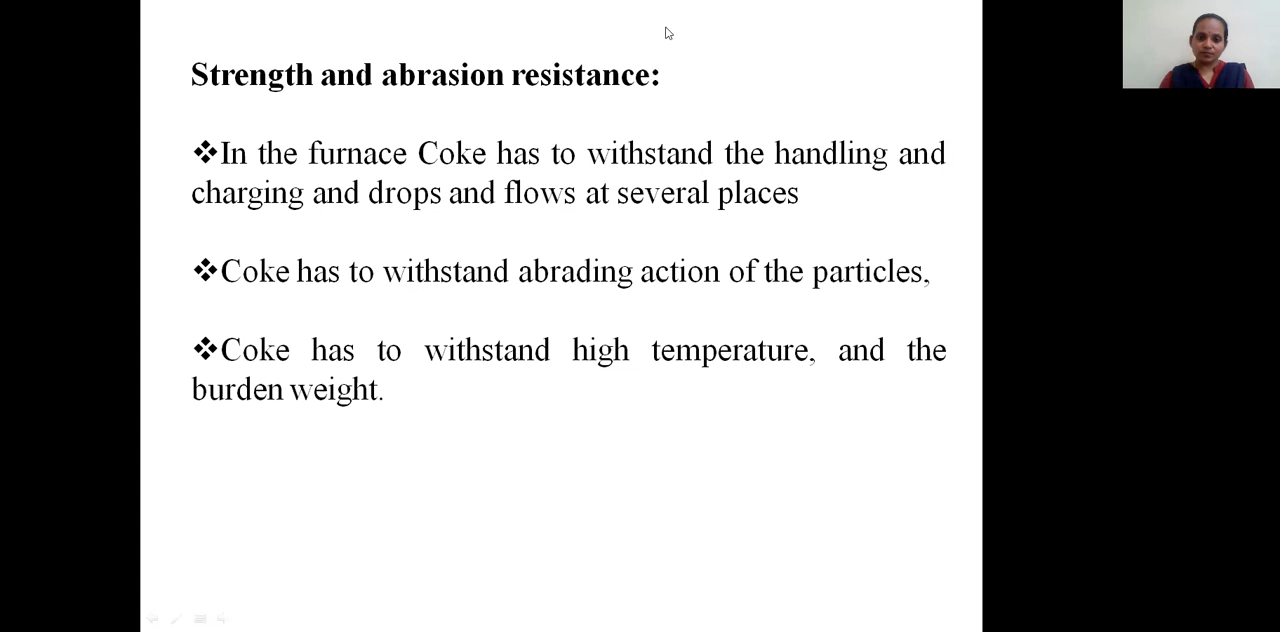 Strength and abrasion resistance:
❖In the furnace Coke has to withstand the handling and
charging and drops and flows at several places
❖Coke has to withstand abrading action of the particles,
❖Coke has to withstand high temperature, and the
burden weight.